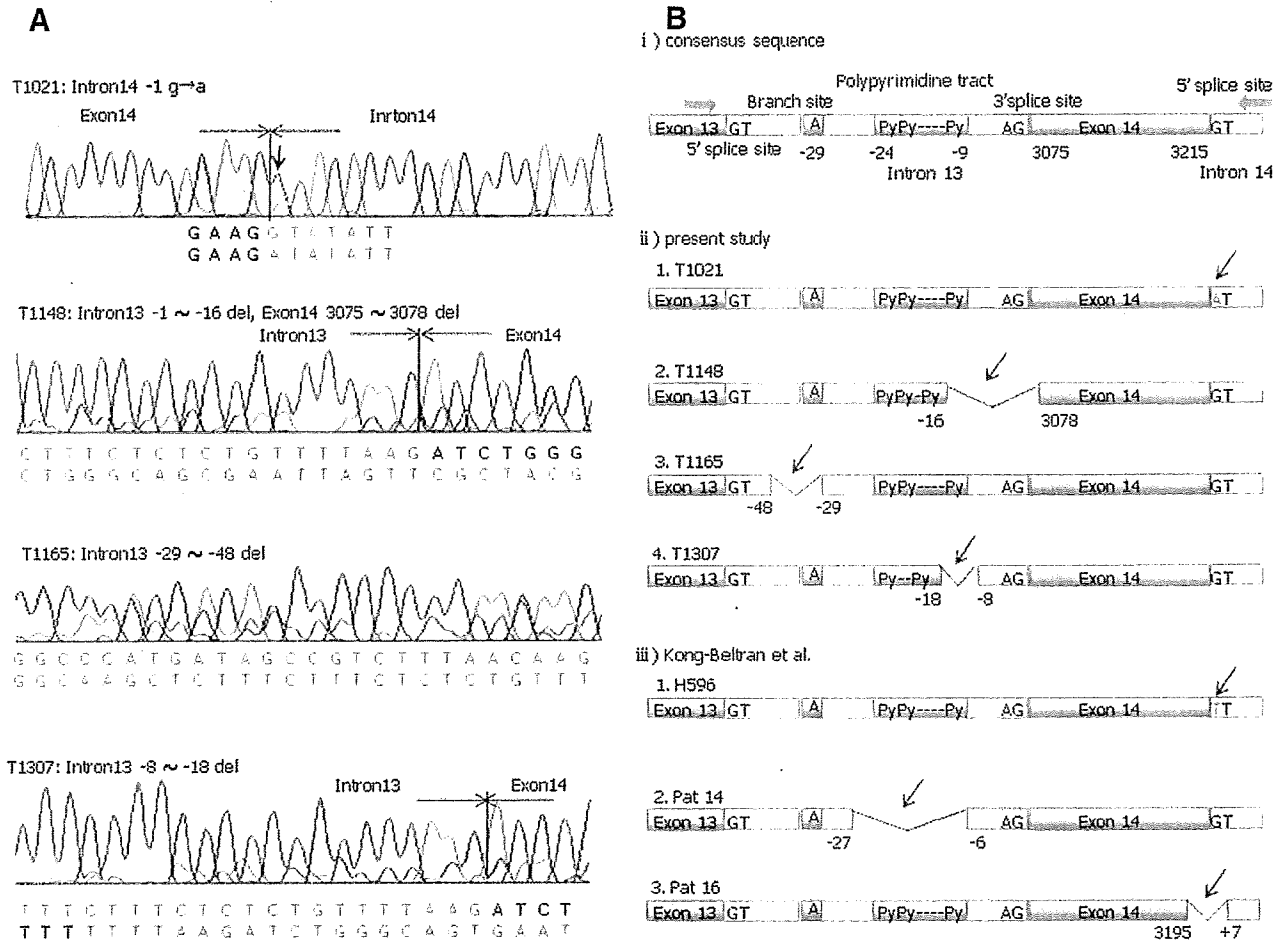 A
T1021: Intron14 -1 g→a
Exon14 Inrton14
G A A G G T A T A T T
G A A G A T A T A T T
T1148: Intron13 -1 ~ -16 del, Exon14 3075 ~ 3078 del
Intron13 Exon14
C T T T C T C T C T G T T T T A A G A T C T G G G
C T G G G C A G C G A A T T A G T T C G C T A C G
T1165: Intron13 -29 ~ -48 del
G G C C C A T G A T A G C C G T C T T T A A C A A G
G G C A A G C T C T T T C T T T C T C T C T G T T T
T1307: Intron13 -8 ~ -18 del
Intron13 Exon14
T T T C T T T C T C T C T G T T T T A A G A T C T
T T T T T T T A A G A T C T G G G C A G T G A A T
B
i ) consensus sequence
Polypyrimidine tract
5' splice site
Branch site 3'splice site
Exon 13 GT A PyPy----Py AG Exon 14 GT
5' splice site -29 -24 -9 3075 3215
Intron 13 Intron 14
ii ) present study
1. T1021
Exon 13 GT A PyPy----Py AG Exon 14 AT
2. T1148
Exon 13 GT A PyPy-Py Exon 14 GT
-16 3078
3. T1165
Exon 13 GT PyPy----Py AG Exon 14 GT
-48 -29
4. T1307
Exon 13 GT A Py--Py AG Exon 14 GT
-18 -8
iii ) Kong-Beltran et al.
1. H596
Exon 13 GT A PyPy----Py AG Exon 14 TT
2. Pat 14
Exon 13 GT A AG Exon 14 GT
-27 -6
3. Pat 16
Exon 13 GT A PyPy----Py AG Exon 14
3195 +7